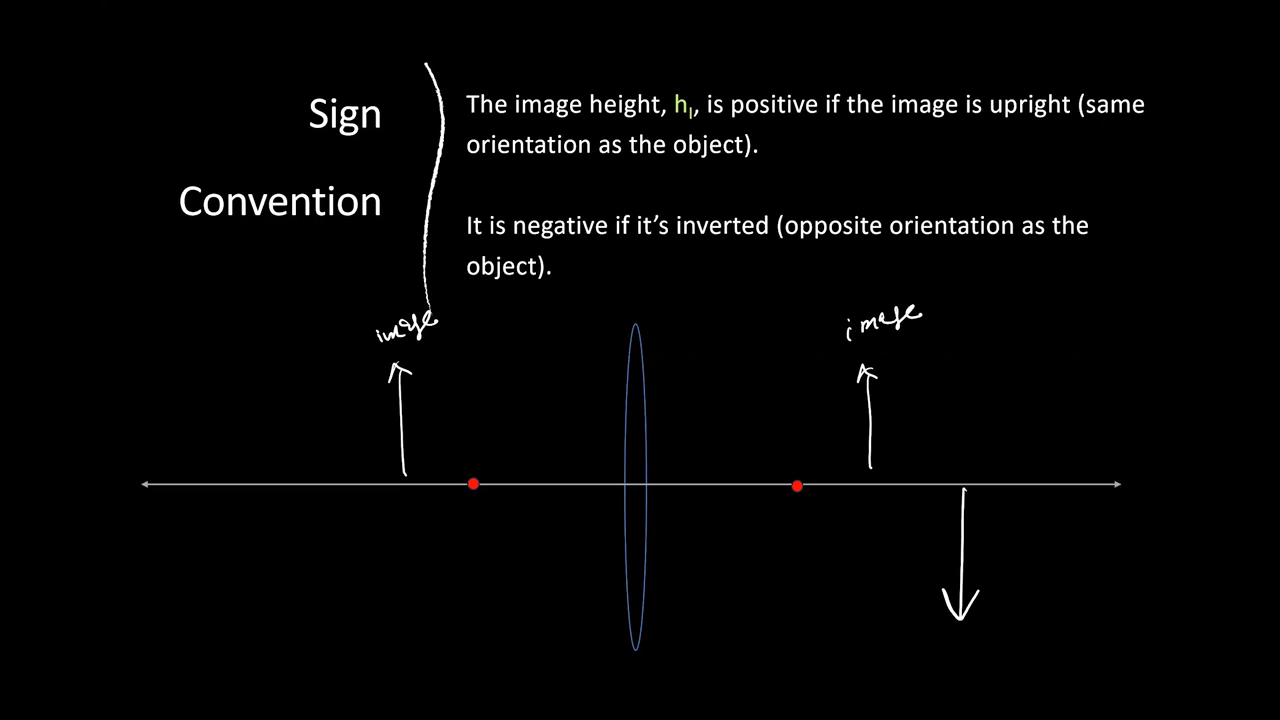 Sign
Convention
The image height, hI, is positive if the image is upright (same
orientation as the object).
It is negative if it’s inverted (opposite orientation as the
object).
image
image